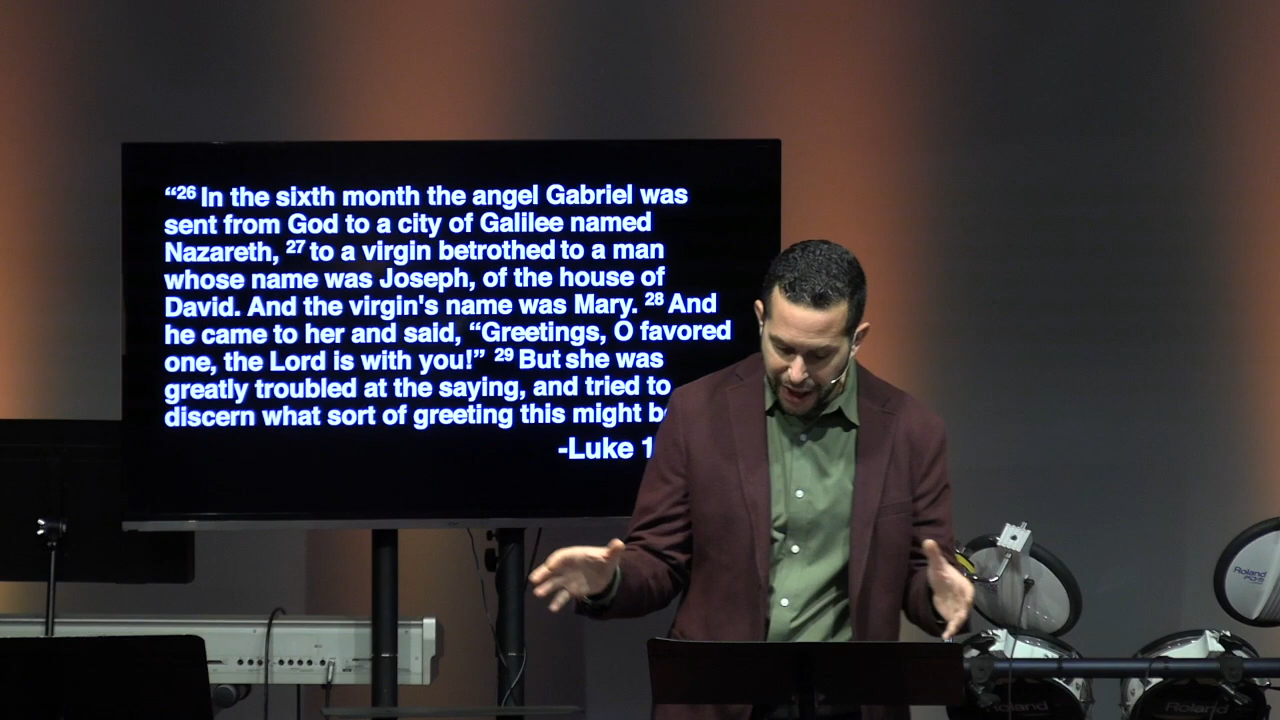 “26 In the sixth month the angel Gabriel was
sent from God to a city of Galilee named
Nazareth, 27 to a virgin betrothed to a man
whose name was Joseph, of the house of
David. And the virgin's name was Mary. 28 And
he came to her and said, “Greetings, O favored
one, the Lord is with you!” 29 But she was
greatly troubled at the saying, and tried to
discern what sort of greeting this might
-Luke 1
Roland
Roland
Roland